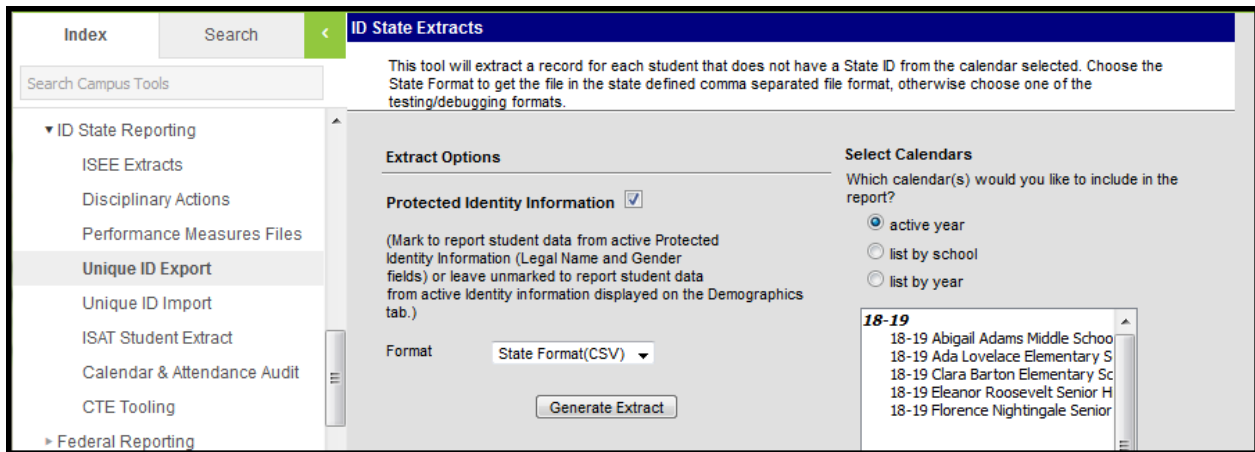 Index
Search
Search Campus Tools
ID State Reporting
ISEE Extracts
Disciplinary Actions
Performance Measures Files
Unique ID Export
Unique ID Import
ISAT Student Extract
Calendar & Attendance Audit
CTE Tooling
Federal Reporting
ID State Extracts
This tool will extract a record for each student that does not have a State ID from the calendar selected. Choose the
State Format to get the file in the state defined comma separated file format, otherwise choose one of the
testing/debugging formats.
Extract Options
Protected Identity Information
(Mark to report student data from active Protected
Identity Information (Legal Name and Gender
fields) or leave unmarked to report student data
from active Identity information displayed on the Demographics
tab.)
Format
State Format(CSV)
Generate Extract
Select Calendars
Which calendar(s) would you like to include in the
report?
active year
list by school
list by year
18-19
18-19 Abigail Adams Middle Schoo
18-19 Ada Lovelace Elementary S
18-19 Clara Barton Elementary Sc
18-19 Eleanor Roosevelt Senior H
18-19 Florence Nightingale Senior